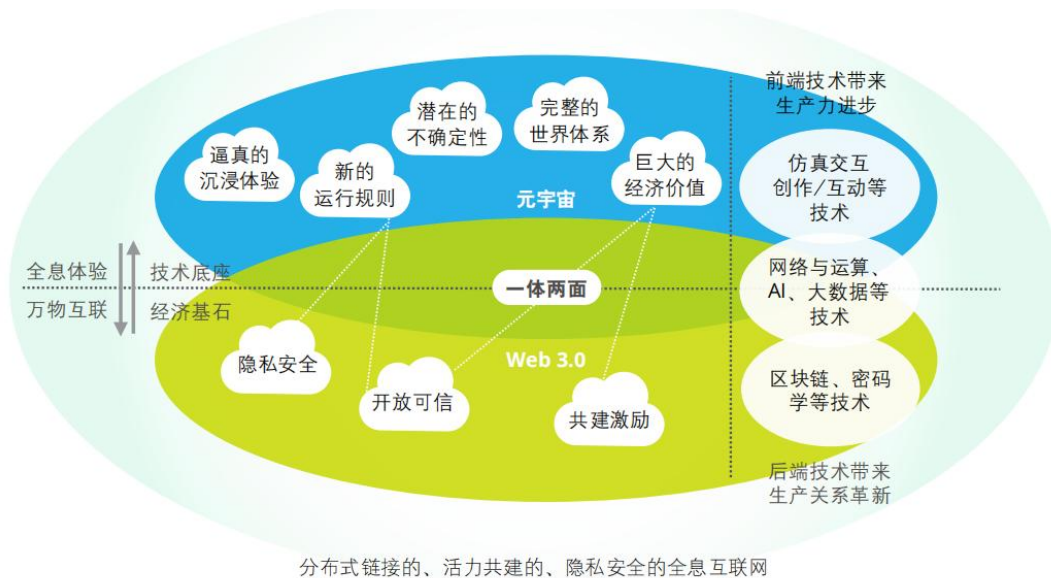 前端技术带来
生产力进步
潜在的
不确定性
完整的
世界体系
逼真的
沉浸体验
新的
运行规则
巨大的
经济价值
仿真交互
创作/互动等
技术
元宇宙
全息体验
技术底座
万物互联
经济基石
一体两面
网络与运算、
AI、大数据等
技术
Web 3.0
隐私安全
开放可信
共建激励
区块链、密码
学等技术
后端技术带来
生产关系革新
分布式链接的、活力共建的、隐私安全的全息互联网